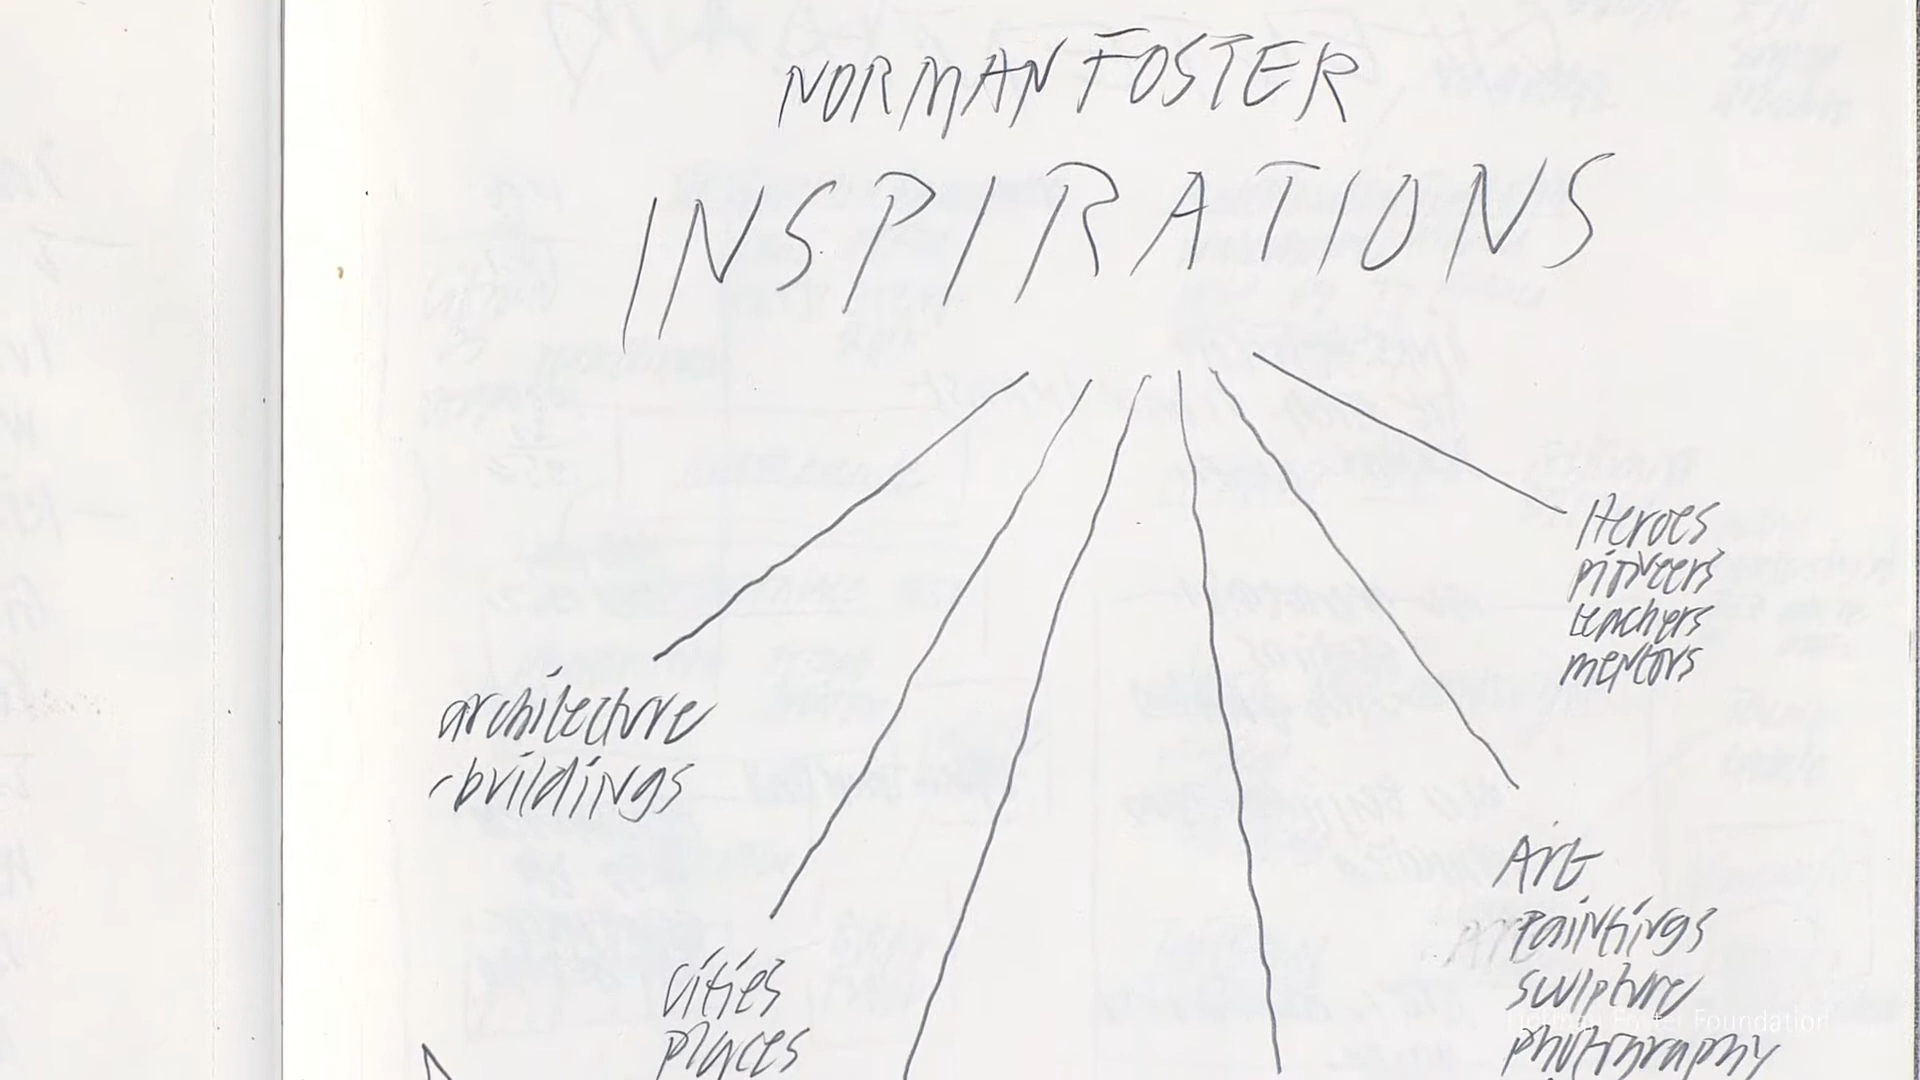 NORMAN FOSTER
INSPIRATIONS
Heroes
pioneers
teachers
mentors
architecture
-buildings
Art
paintings
sculpture
photography
cities
places
Norman Foster Foundation